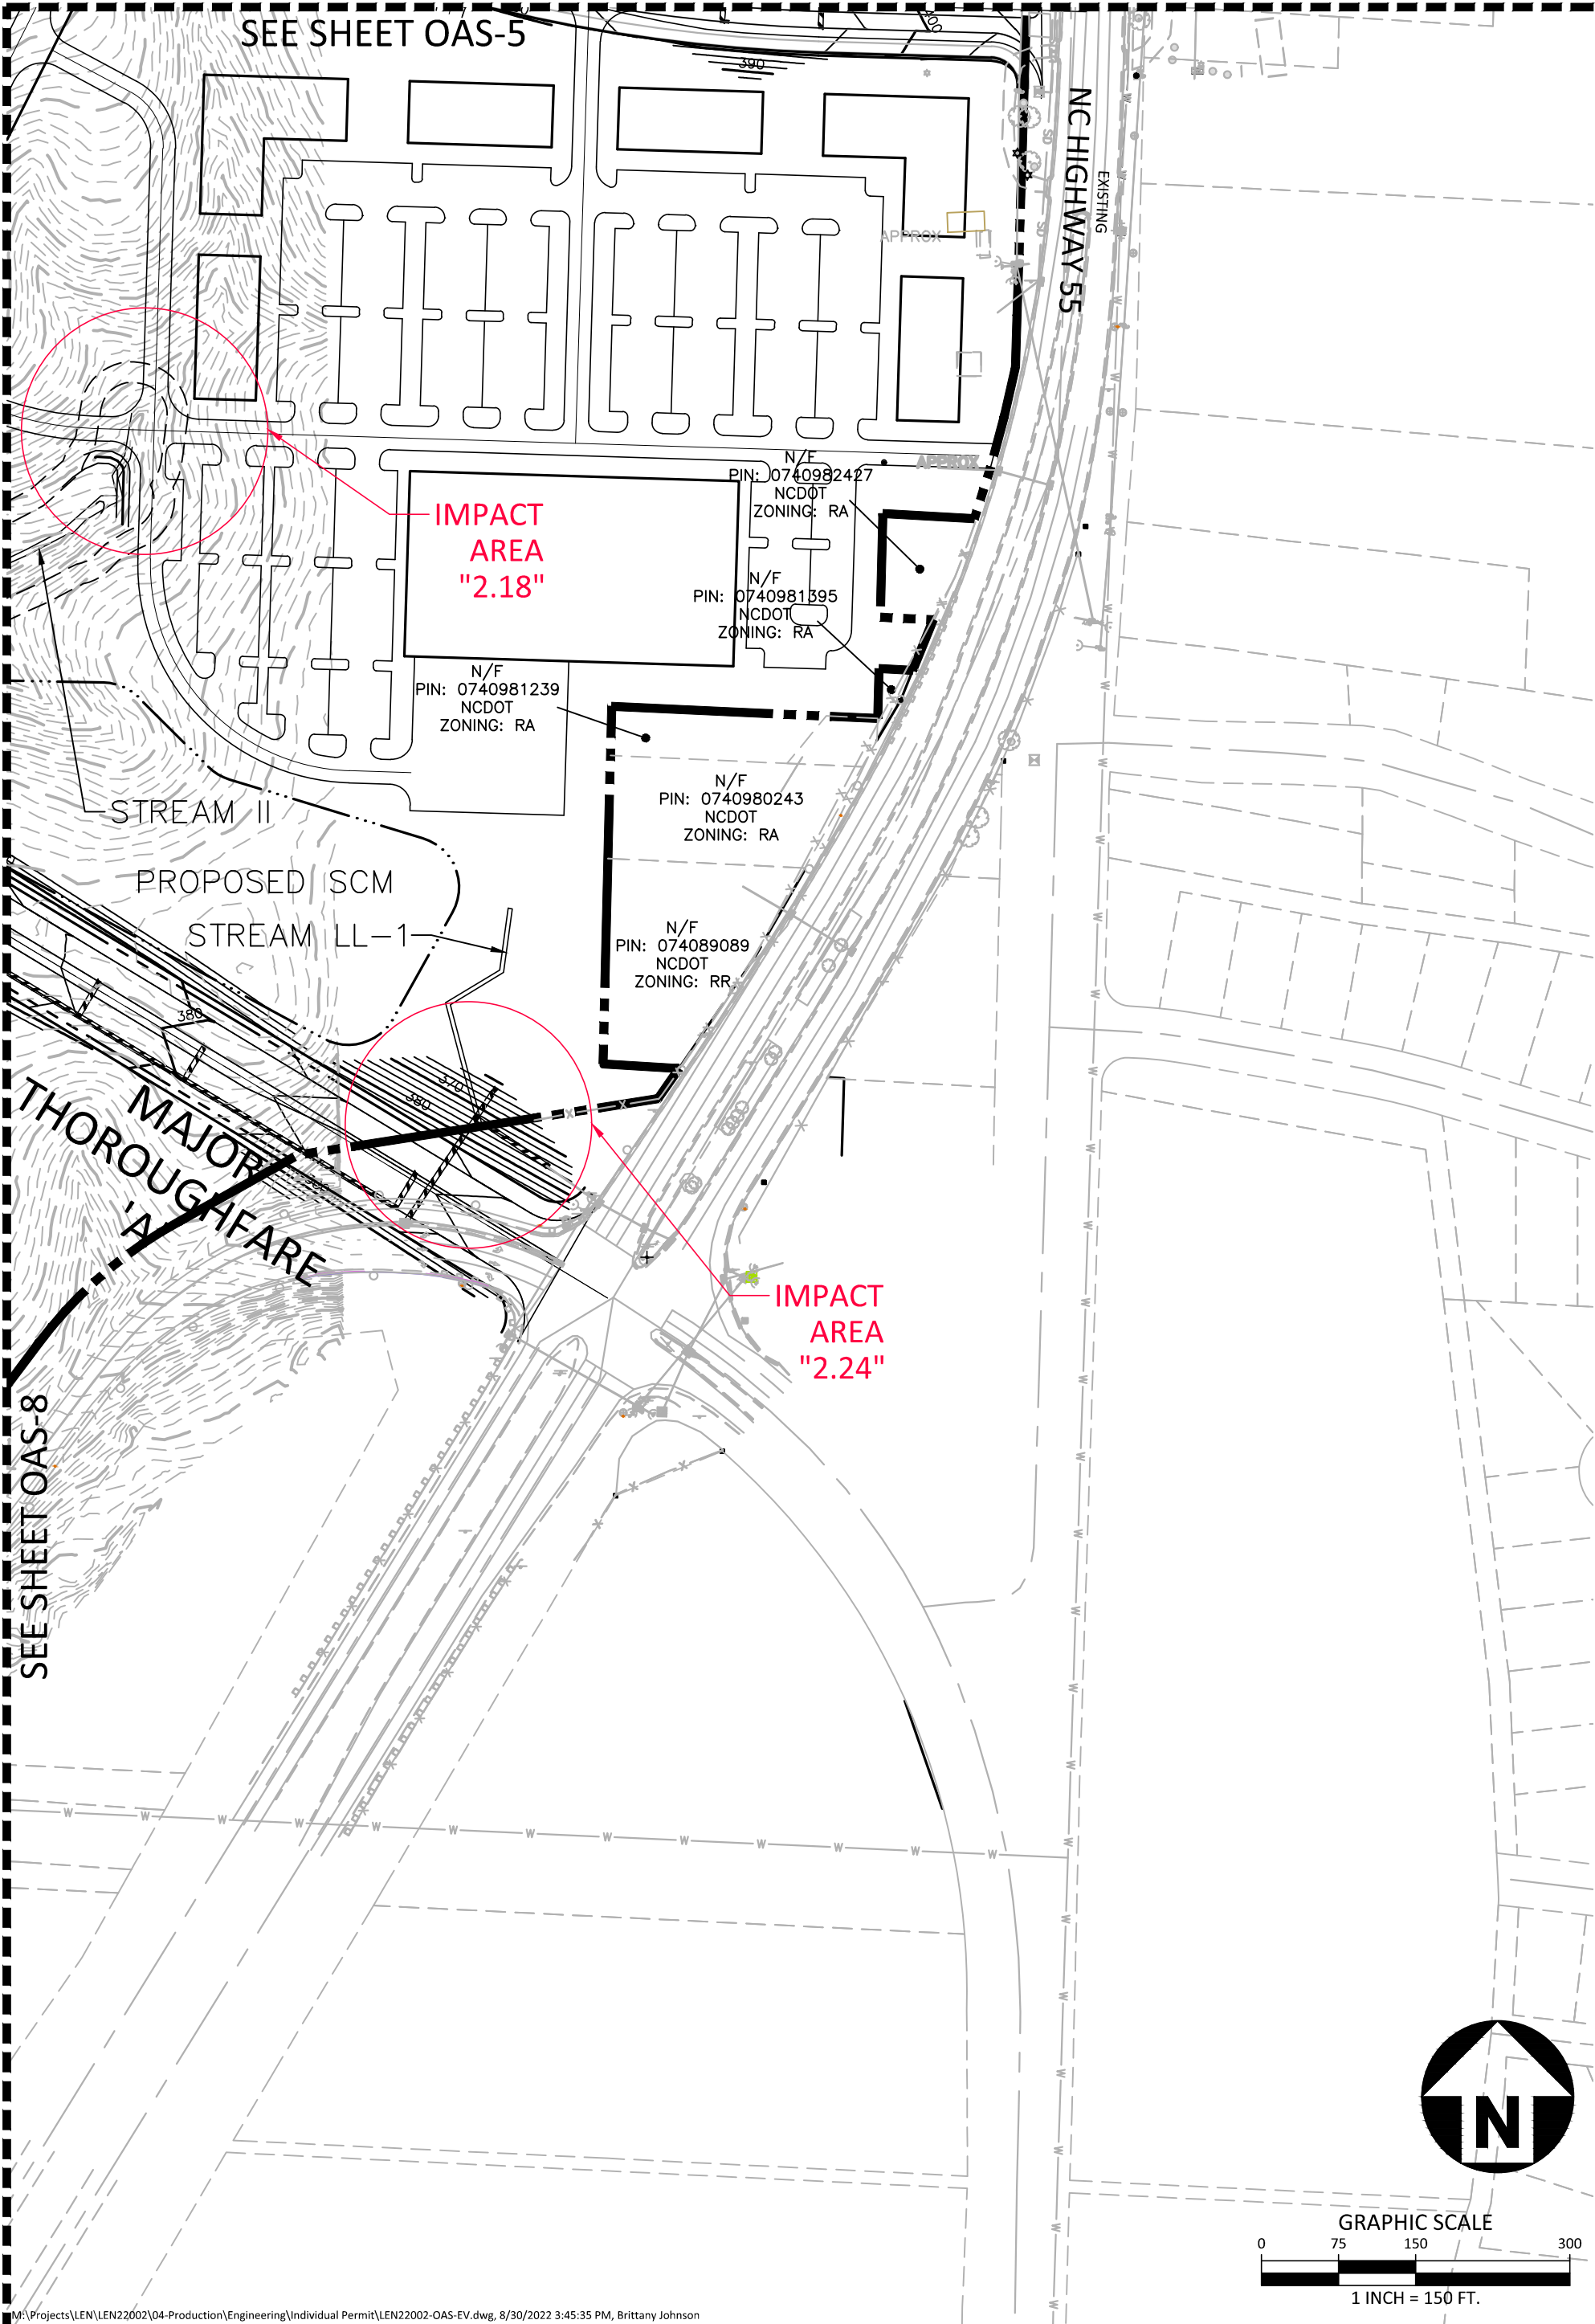 SEE SHEET OAS-5
390
400
NC HIGHWAY 55
EXISTING
SD
SD
APPROX
APPROX
N/F
PIN: 0740982427
NCDOT
ZONING: RA
IMPACT
AREA
"2.18"
N/F
PIN: 0740981395
NCDOT
ZONING: RA
N/F
PIN: 0740981239
NCDOT
ZONING: RA
STREAM II
N/F
PIN: 0740980243
NCDOT
ZONING: RA
PROPOSED SCM
STREAM LL-1
N/F
PIN: 074089089
NCDOT
ZONING: RR
380
370
380
MAJOR
THOROUGHFARE
'A'
IMPACT
AREA
"2.24"
SEE SHEET OAS-8
W W W W W W W W W W W W W
N
GRAPHIC SCALE
0 75 150 300
1 INCH = 150 FT.
M:\Projects\LEN\LEN22002\04-Production\Engineering\Individual Permit\LEN22002-OAS-EV.dwg, 8/30/2022 3:45:35 PM, Brittany Johnson